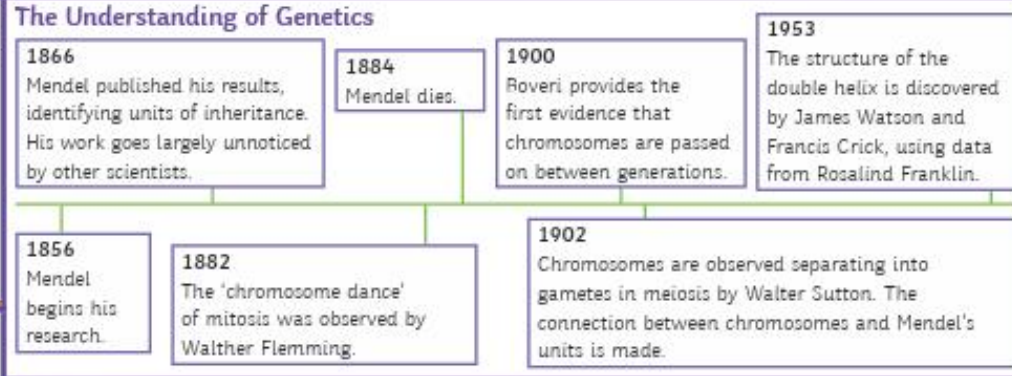 The Understanding of Genetics
1866
Mendel published his results,
identifying units of inheritance.
His work goes largely unnoticed
by other scientists.
1884
Mendel dies.
1900
Boveri provides the
first evidence that
chromosomes are passed
on between generations.
1953
The structure of the
double helix is discovered
by James Watson and
Francis Crick, using data
from Rosalind Franklin.
1856
Mendel
begins his
research.
1882
The 'chromosome dance'
of mitosis was observed by
Walther Flemming.
1902
Chromosomes are observed separating into
gametes in meiosis by Walter Sutton. The
connection between chromosomes and Mendel's
units is made.